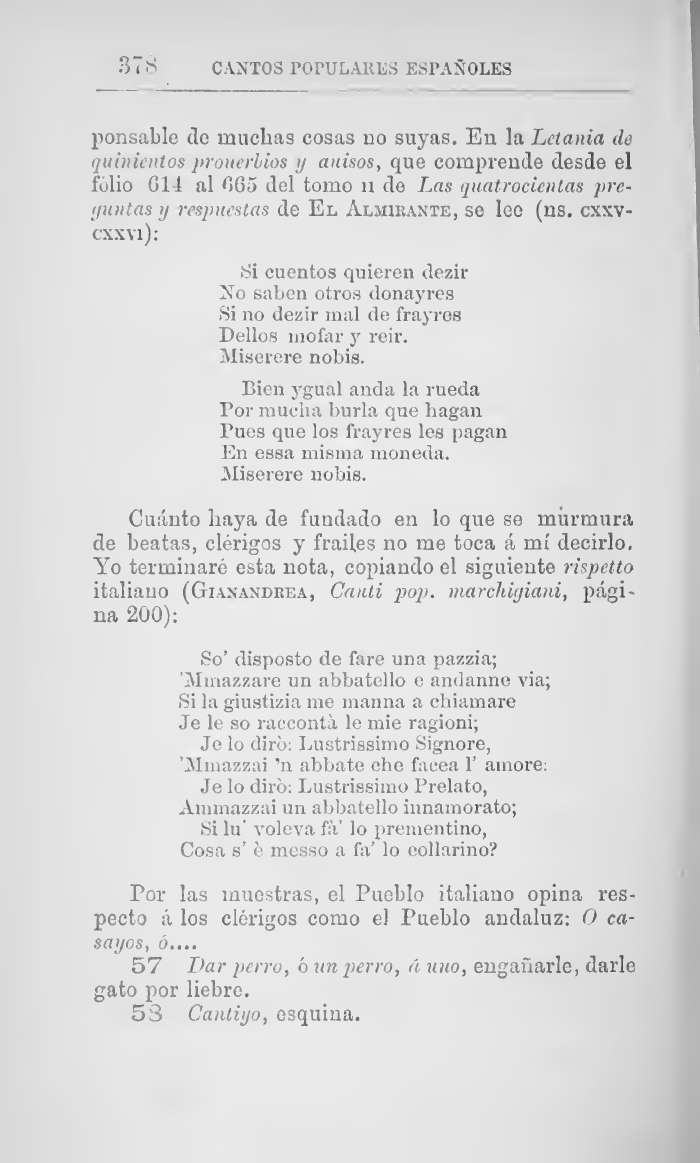 378 CANTOS POPULARES ESPAÑOLES
ponsable de muchas cosas no suyas. En la Letania de
quinientos prouerbios y auisos, que comprende desde el
fólio 614 al 665 del tomo II de Las quatrocientas pre-
guntas y respuestas de EL ALMIRANTE, se lee (ns. CXXV-
CXXVI):
Si cuentos quieren dezir
No saben otros donayres
Si no dezir mal de frayres
Dellos mofar y reir.
Miserere nobis.
Bien ygual anda la rueda
Por mucha burla que hagan
Pues que los frayres les pagan
En essa misma moneda.
Miserere nobis.
Cuánto haya de fundado en lo que se murmura
de beatas, clérigos y frailes no me toca á mí decirlo.
Yo terminaré esta nota, copiando el siguiente rispetto
italiano (GIANANDREA, Canti pop. marchigiani, pági-
na 200):
So' disposto de fare una pazzia;
'Mmazzare un abbatello e andanne via;
Si la giustizia me manna a chiamare
Je le so raccontà le mie ragioni;
Je lo dirò: Lustrissimo Signore,
'Mmazzai 'n abbate che facea l' amore:
Je lo dirò: Lustrissimo Prelato,
Ammazzai un abbatello innamorato;
Si lu' voleva fà' lo prementino,
Cosa s' è messo a fa' lo collarino?
Por las muestras, el Pueblo italiano opina res-
pecto á los clérigos como el Pueblo andaluz: O ca-
sayos, ó....
57 Dar perro, ó un perro, á uno, engañarle, darle
gato por liebre.
58 Cantiyo, esquina.